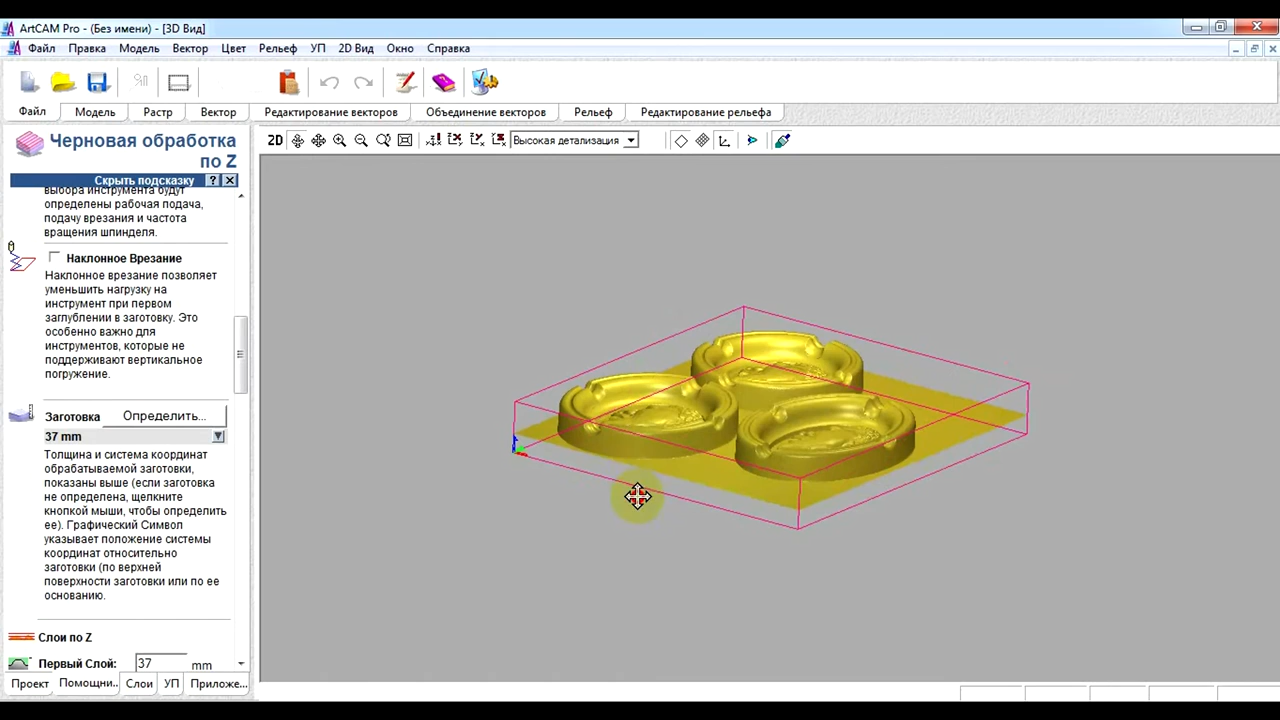 ArtCAM Pro - (Без имени) - [3D Вид]
Файл Правка Модель Вектор Цвет Рельеф УП 2D Вид Окно Справка
Файл Модель Растр Вектор Редактирование векторов Объединение векторов Рельеф Редактирование рельефа
Черновая обработка
по Z
2D Высокая детализация
Скрыть подсказку ? X
выбора инструмента будут
определены рабочая подача,
подачу врезания и частота
вращения шпинделя.
Наклонное Врезание
Наклонное врезание позволяет
уменьшить нагрузку на
инструмент при первом
заглублении в заготовку. Это
особенно важно для
инструментов, которые не
поддерживают вертикальное
погружение.
Заготовка Определить...
37 mm
Толщина и система координат
обрабатываемой заготовки,
показаны выше (если заготовка
не определена, щелкните
кнопкой мыши, чтобы определить
ее). Графический Символ
указывает положение системы
координат относительно
заготовки (по верхней
поверхности заготовки или по ее
основанию.
Слои по Z
Первый Слой: 37 mm
Проект Помощни... Слои УП Приложе...